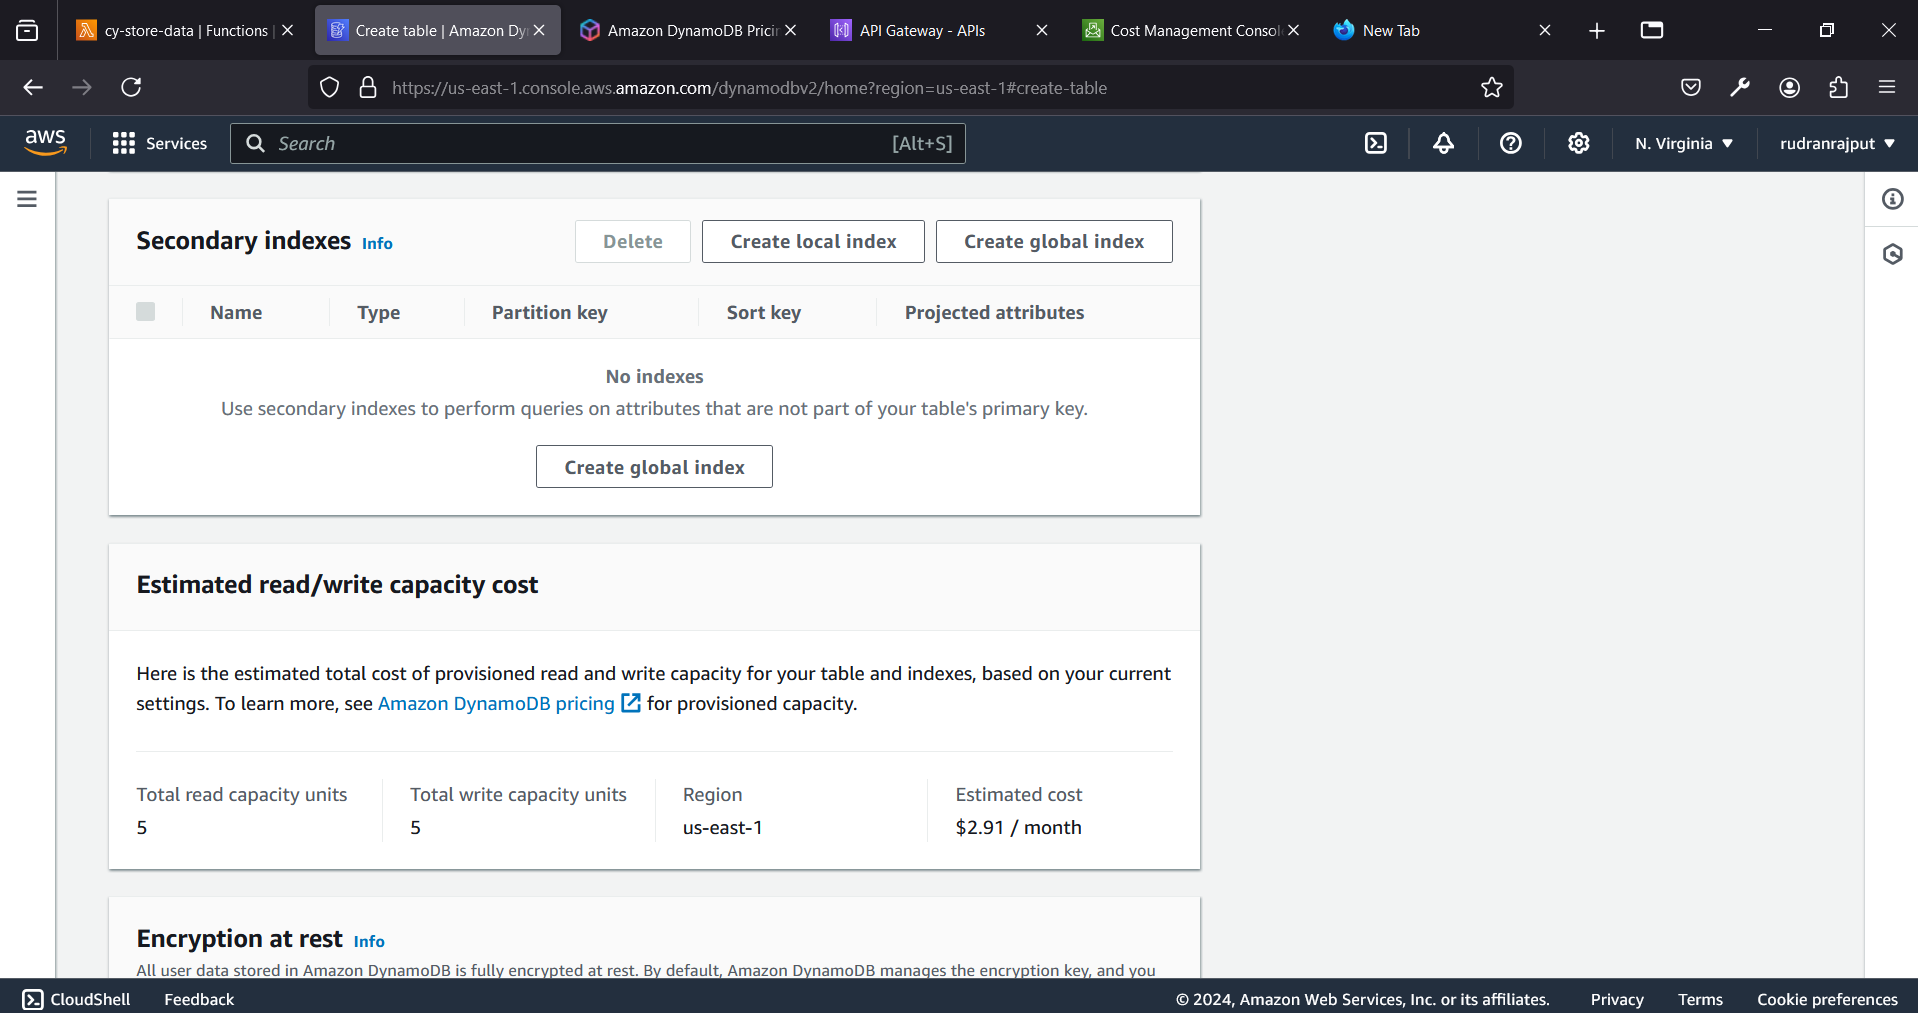 cy-store-data | Functions |
Create table | Amazon Dy
Amazon DynamoDB Pricin
API Gateway - APIs
Cost Management Consol
New Tab
https://us-east-1.console.aws.amazon.com/dynamodbv2/home?region=us-east-1#create-table
aws
Services
Search
[Alt+S]
N. Virginia
rudranrajput
Secondary indexes Info
Delete
Create local index
Create global index
Name
Type
Partition key
Sort key
Projected attributes
No indexes
Use secondary indexes to perform queries on attributes that are not part of your table's primary key.
Create global index
Estimated read/write capacity cost
Here is the estimated total cost of provisioned read and write capacity for your table and indexes, based on your current
settings. To learn more, see Amazon DynamoDB pricing for provisioned capacity.
Total read capacity units
5
Total write capacity units
5
Region
us-east-1
Estimated cost
$2.91 / month
Encryption at rest Info
All user data stored in Amazon DynamoDB is fully encrypted at rest. By default, Amazon DynamoDB manages the encryption key, and you
CloudShell
Feedback
© 2024, Amazon Web Services, Inc. or its affiliates.
Privacy
Terms
Cookie preferences